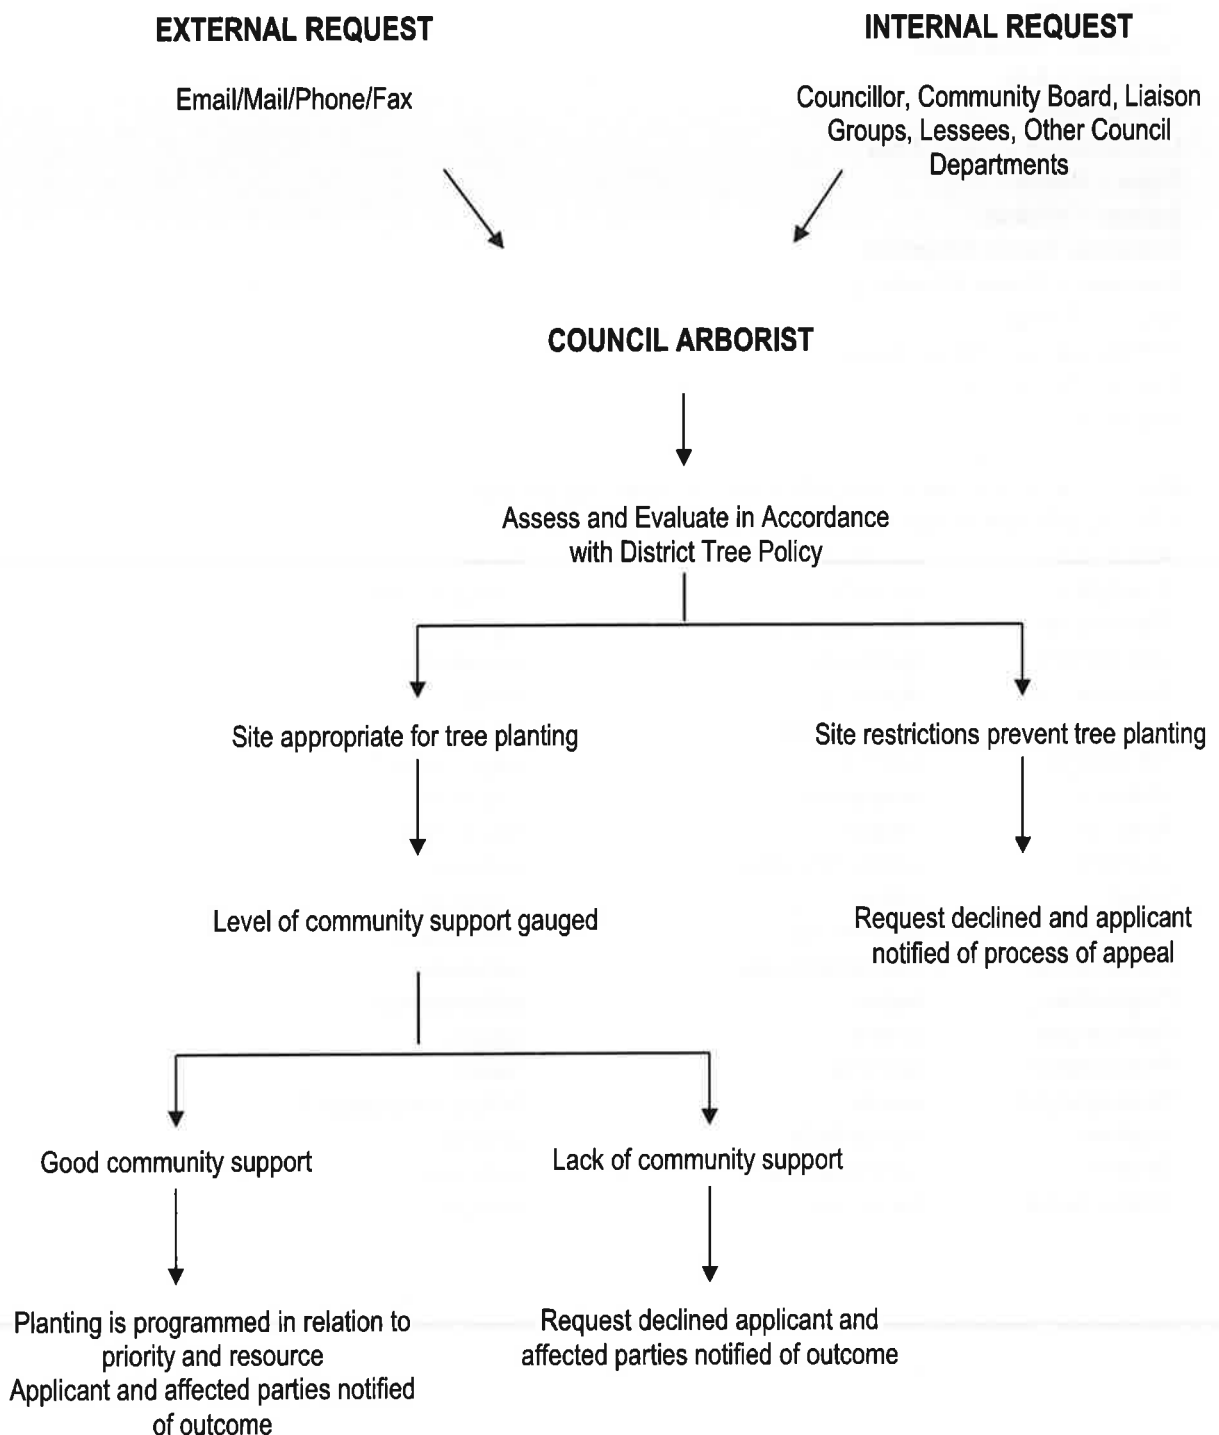 EXTERNAL REQUEST
Email/Mail/Phone/Fax
INTERNAL REQUEST
Councillor, Community Board, Liaison
Groups, Lessees, Other Council
Departments
COUNCIL ARBORIST
Assess and Evaluate in Accordance
with District Tree Policy
Site appropriate for tree planting
Site restrictions prevent tree planting
Level of community support gauged
Request declined and applicant
notified of process of appeal
Good community support
Lack of community support
Planting is programmed in relation to
priority and resource
Applicant and affected parties notified
of outcome
Request declined applicant and
affected parties notified of outcome